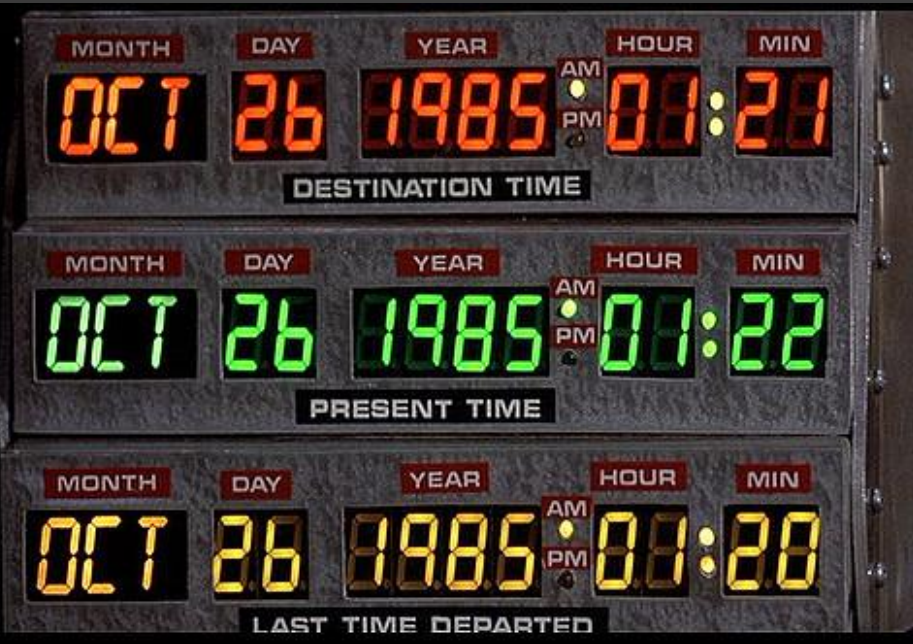 MONTH DAY YEAR HOUR MIN
AM
OCT 26 1985 01:21
PM
DESTINATION TIME
MONTH DAY YEAR HOUR MIN
AM
OCT 26 1985 01:22
PM
PRESENT TIME
MONTH DAY YEAR HOUR MIN
AM
OCT 26 1985 01:20
PM
LAST TIME DEPARTED